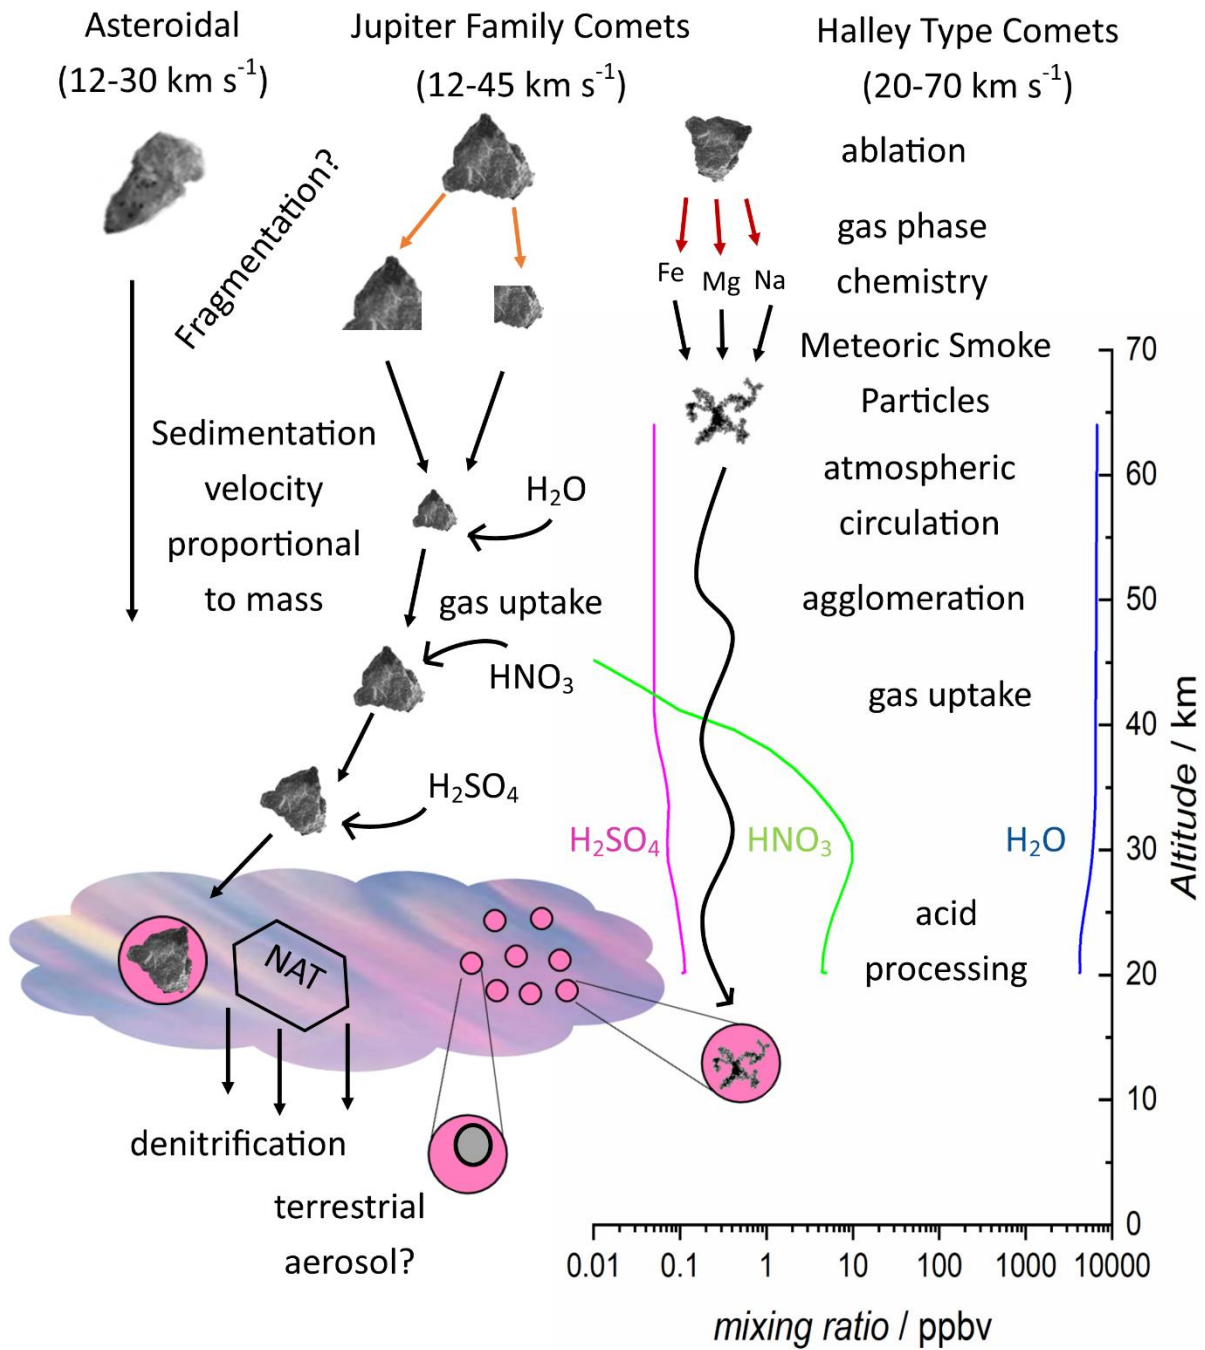 Asteroidal
(12-30 km s⁻¹)
Jupiter Family Comets
(12-45 km s⁻¹)
Halley Type Comets
(20-70 km s⁻¹)
Fragmentation?
ablation
gas phase
chemistry
Fe
Mg
Na
Meteoric Smoke
Particles
Sedimentation
velocity
proportional
to mass
H₂O
atmospheric
circulation
gas uptake
HNO₃
agglomeration
gas uptake
H₂SO₄
H₂SO₄
HNO₃
H₂O
acid
processing
NAT
denitrification
terrestrial
aerosol?
70
60
50
40
30
20
10
0
Altitude / km
0.01
0.1
1
10
100
1000
10000
mixing ratio / ppbv